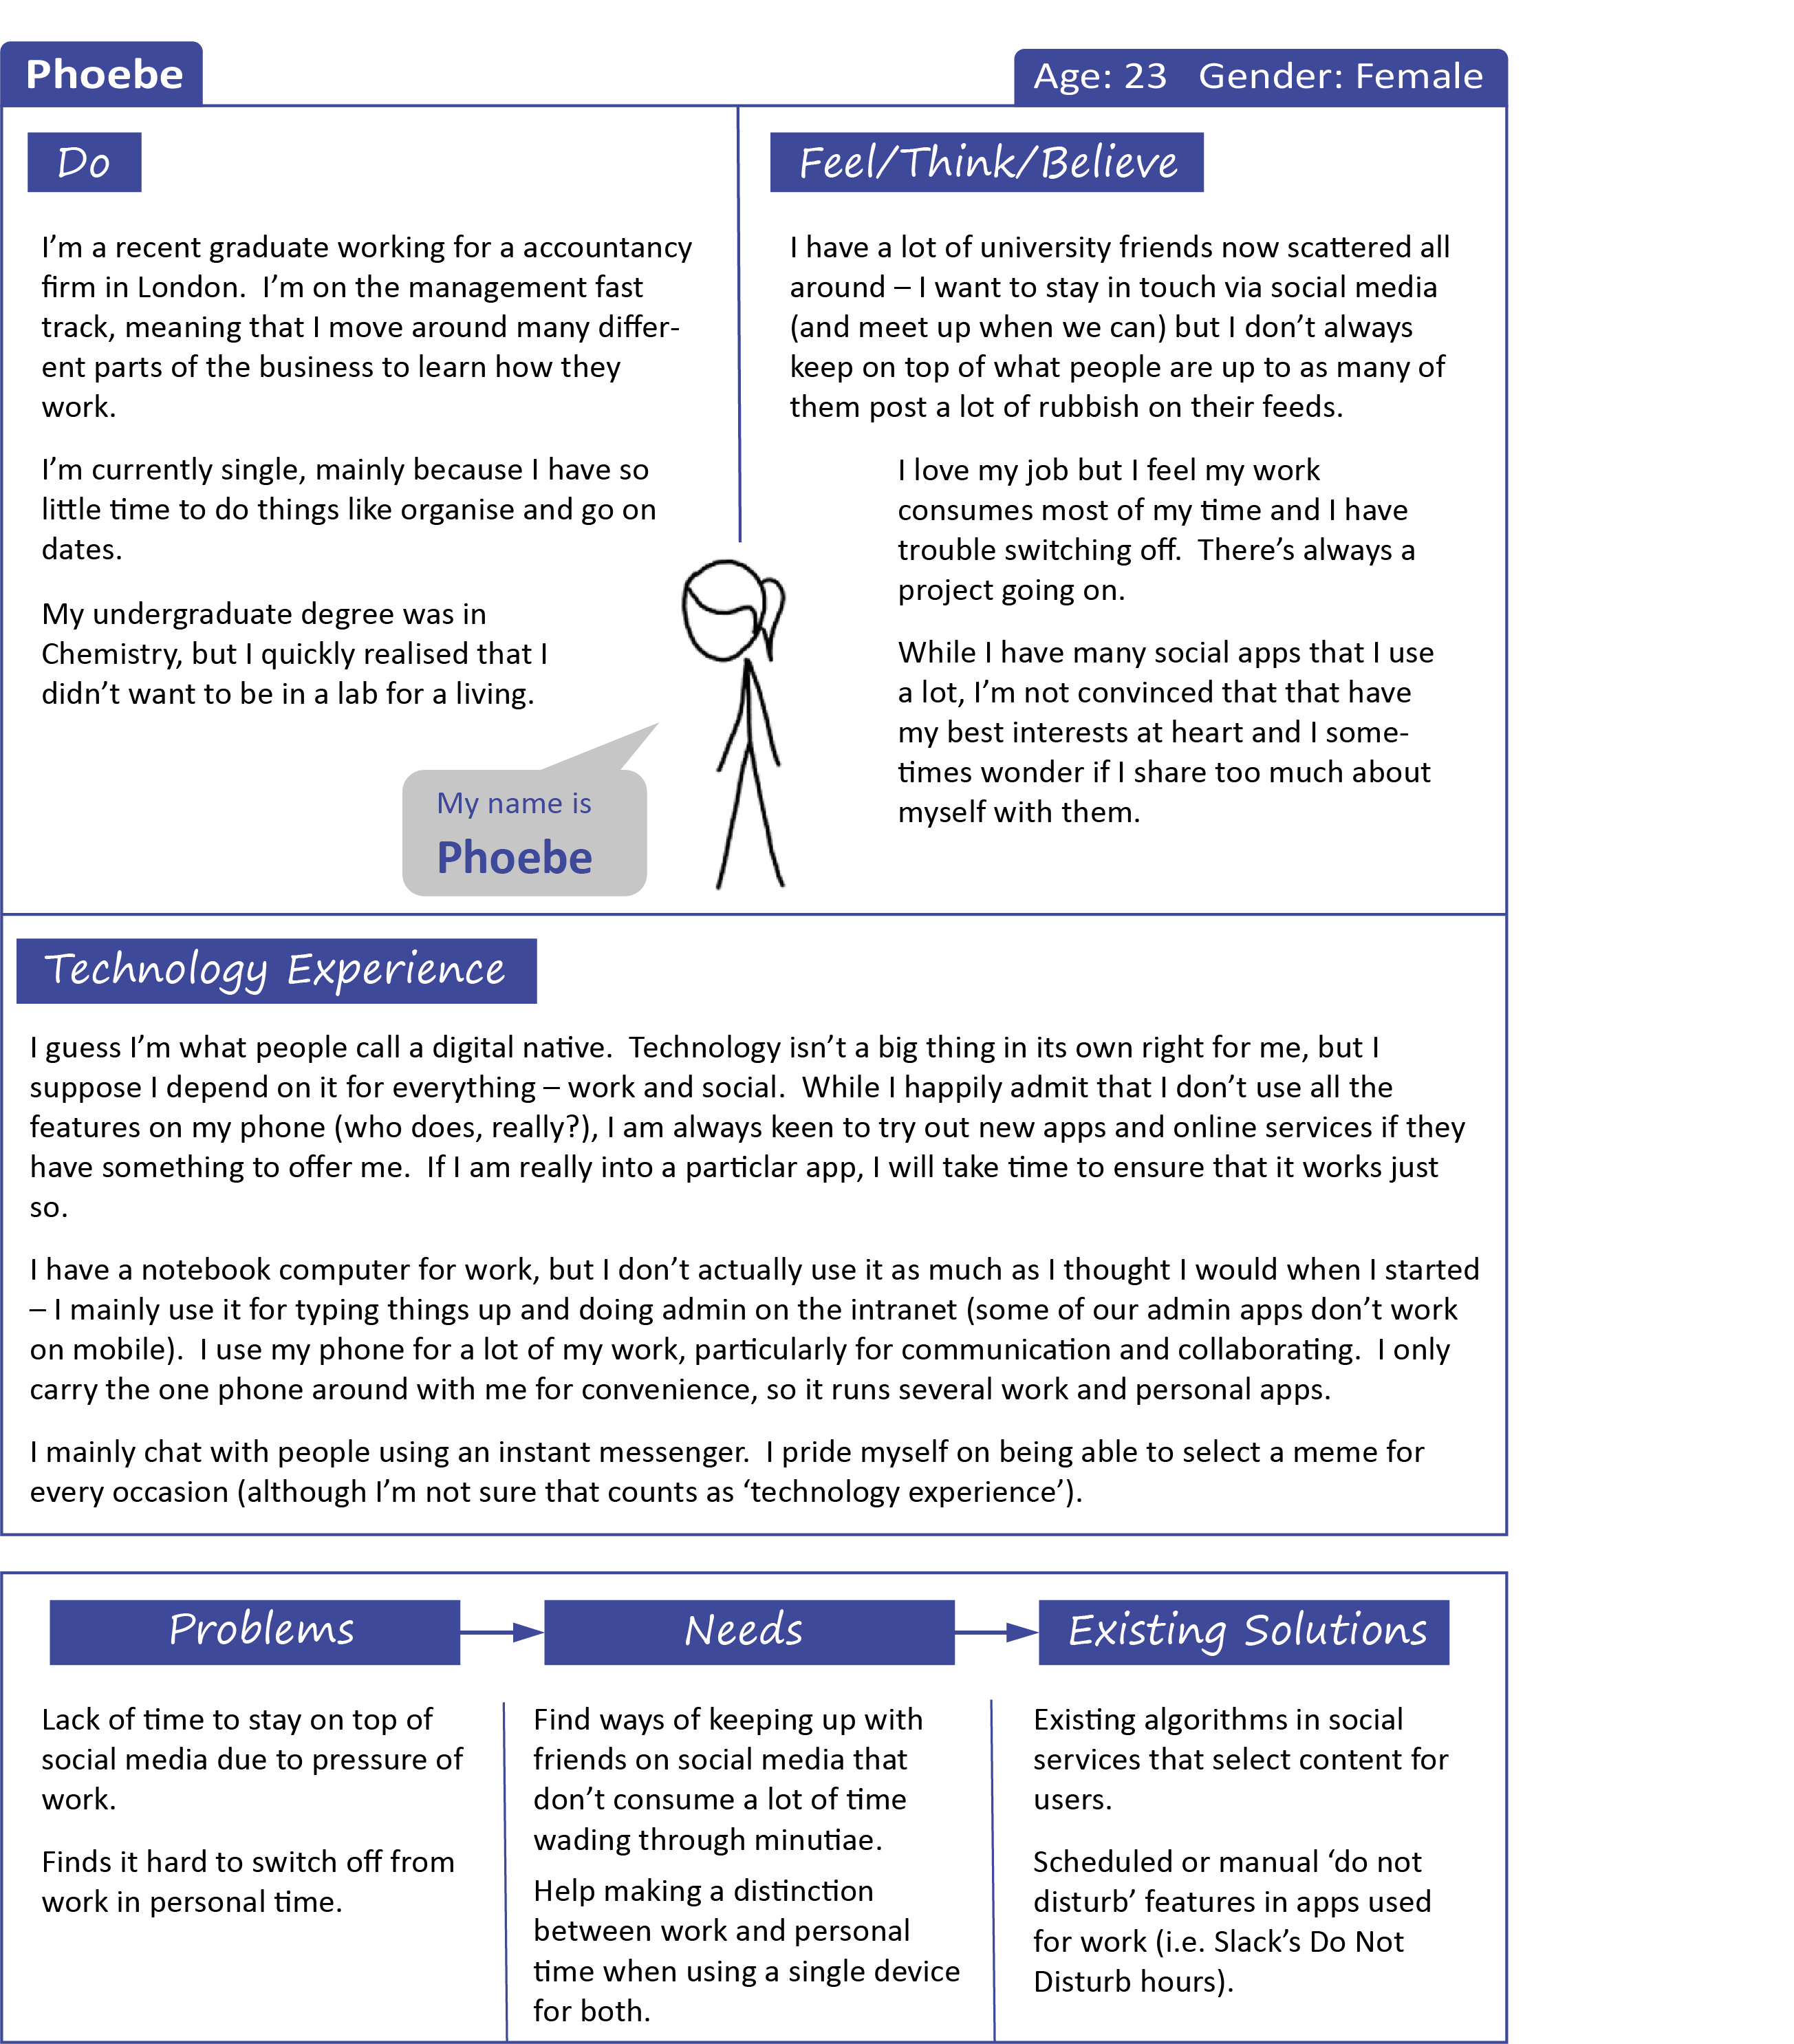 Phoebe
Age: 23   Gender: Female
Do
I’m a recent graduate working for a accountancy
firm in London.  I’m on the management fast
track, meaning that I move around many differ-
ent parts of the business to learn how they
work.
I’m currently single, mainly because I have so
little time to do things like organise and go on
dates.
My undergraduate degree was in
Chemistry, but I quickly realised that I
didn’t want to be in a lab for a living.
My name is
Phoebe
Feel/Think/Believe
I have a lot of university friends now scattered all
around – I want to stay in touch via social media
(and meet up when we can) but I don’t always
keep on top of what people are up to as many of
them post a lot of rubbish on their feeds.
I love my job but I feel my work
consumes most of my time and I have
trouble switching off.  There’s always a
project going on.
While I have many social apps that I use
a lot, I’m not convinced that that have
my best interests at heart and I some-
times wonder if I share too much about
myself with them.
Technology Experience
I guess I’m what people call a digital native.  Technology isn’t a big thing in its own right for me, but I
suppose I depend on it for everything – work and social.  While I happily admit that I don’t use all the
features on my phone (who does, really?), I am always keen to try out new apps and online services if they
have something to offer me.  If I am really into a particlar app, I will take time to ensure that it works just
so.
I have a notebook computer for work, but I don’t actually use it as much as I thought I would when I started
– I mainly use it for typing things up and doing admin on the intranet (some of our admin apps don’t work
on mobile).  I use my phone for a lot of my work, particularly for communication and collaborating.  I only
carry the one phone around with me for convenience, so it runs several work and personal apps.
I mainly chat with people using an instant messenger.  I pride myself on being able to select a meme for
every occasion (although I’m not sure that counts as ‘technology experience’).
Problems
Lack of time to stay on top of
social media due to pressure of
work.
Finds it hard to switch off from
work in personal time.
Needs
Find ways of keeping up with
friends on social media that
don’t consume a lot of time
wading through minutiae.
Help making a distinction
between work and personal
time when using a single device
for both.
Existing Solutions
Existing algorithms in social
services that select content for
users.
Scheduled or manual ‘do not
disturb’ features in apps used
for work (i.e. Slack’s Do Not
Disturb hours).